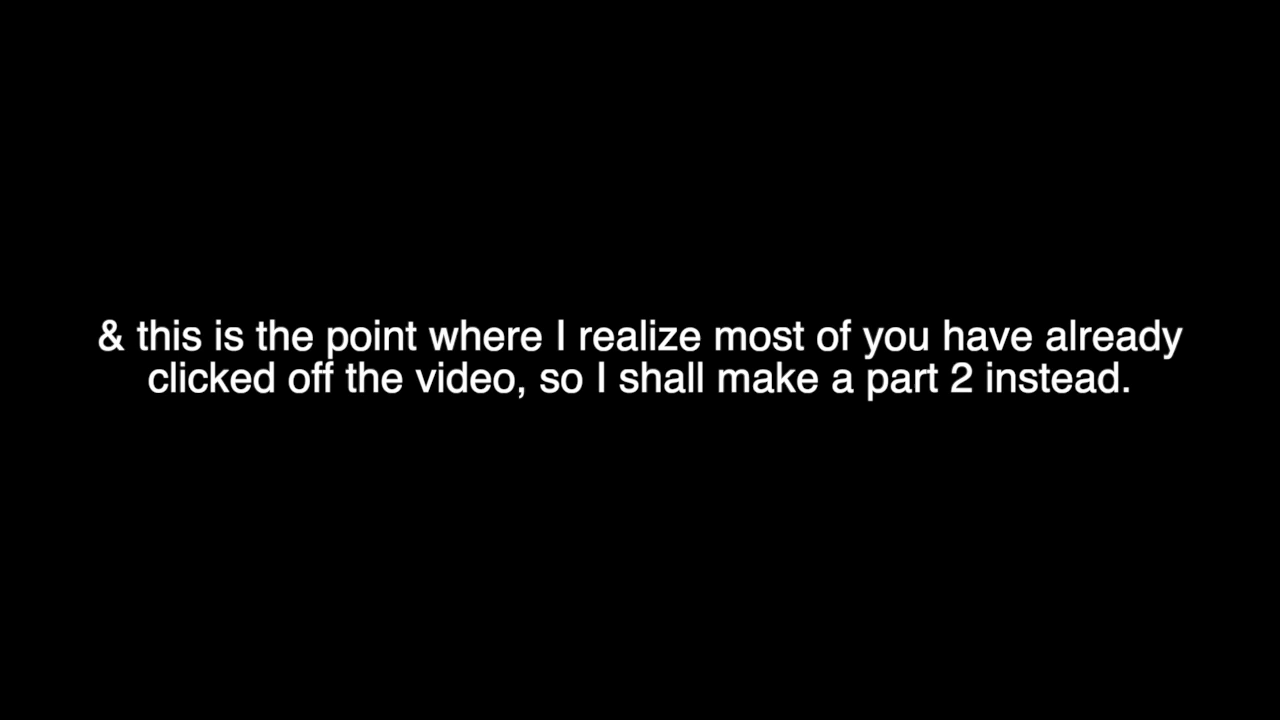 & this is the point where I realize most of you have already
clicked off the video, so I shall make a part 2 instead.